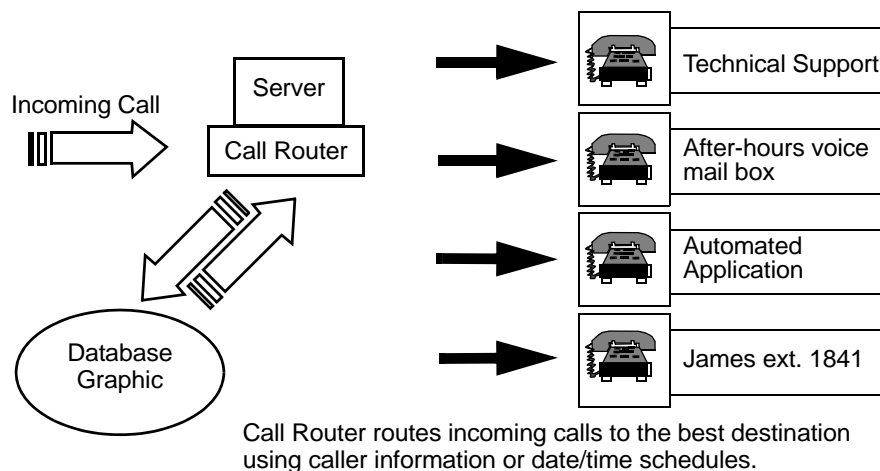 Incoming Call
Server
Call Router
Database
Graphic
Technical Support
After-hours voice
mail box
Automated
Application
James ext. 1841
Call Router routes incoming calls to the best destination
using caller information or date/time schedules.